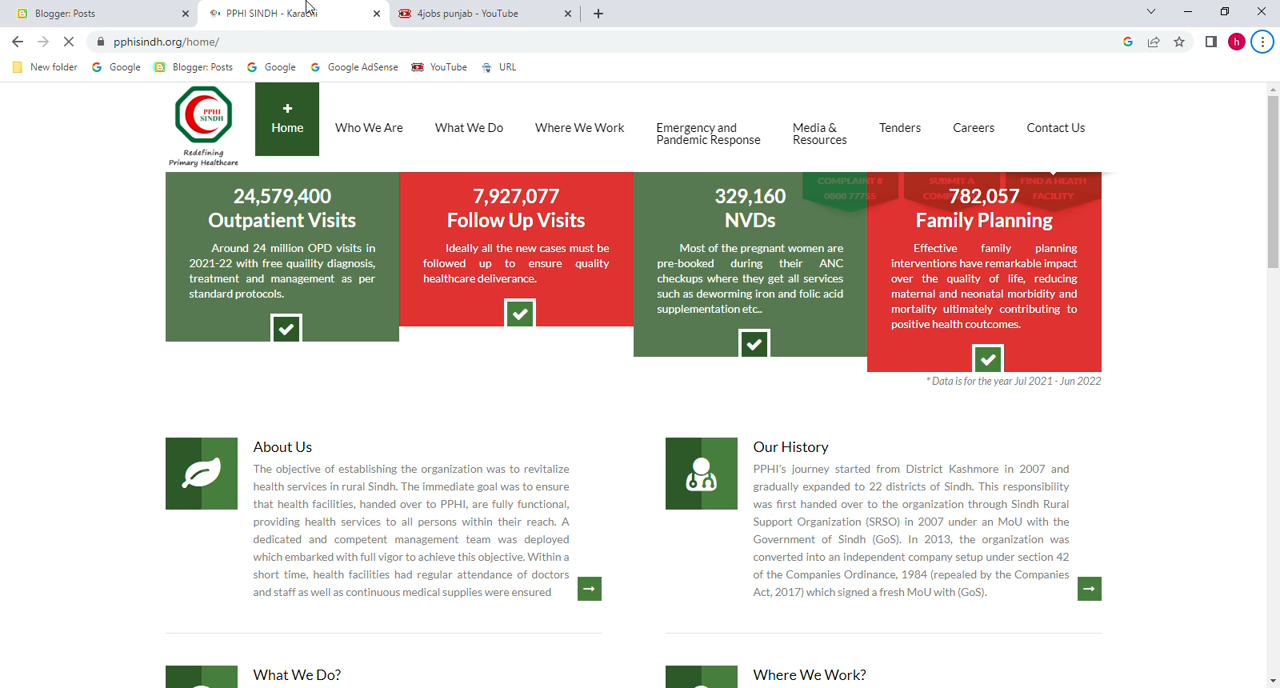 Blogger: Posts
PPHI SINDH - Karachi
4jobs punjab - YouTube
pphisindh.org/home/
h
New folder
Google
Blogger: Posts
Google
Google AdSense
YouTube
URL
PPHI
SINDH
Redefining
Primary Healthcare
Home
Who We Are
What We Do
Where We Work
Emergency and
Pandemic Response
Media &
Resources
Tenders
Careers
Contact Us
COMPLAINT #
0800 77755
SUBMIT A
FIND A HEATH
FACILITY
24,579,400
Outpatient Visits
Around 24 million OPD visits in
2021-22 with free quaility diagnosis,
treatment and management as per
standard protocols.
7,927,077
Follow Up Visits
Ideally all the new cases must be
followed up to ensure quality
healthcare deliverance.
329,160
NVDs
Most of the pregnant women are
pre-booked during their ANC
checkups where they get all services
such as deworming iron and folic acid
supplementation etc..
782,057
Family Planning
Effective family planning
interventions have remarkable impact
over the quality of life, reducing
maternal and neonatal morbidity and
mortality ultimately contributing to
positive health coutcomes.
* Data is for the year Jul 2021 - Jun 2022
About Us
The objective of establishing the organization was to revitalize
health services in rural Sindh. The immediate goal was to ensure
that health facilities, handed over to PPHI, are fully functional,
providing health services to all persons within their reach. A
dedicated and competent management team was deployed
which embarked with full vigor to achieve this objective. Within a
short time, health facilities had regular attendance of doctors
and staff as well as continuous medical supplies were ensured
Our History
PPHI's journey started from District Kashmore in 2007 and
gradually expanded to 22 districts of Sindh. This responsibility
was first handed over to the organization through Sindh Rural
Support Organization (SRSO) in 2007 under an MoU with the
Government of Sindh (GoS). In 2013, the organization was
converted into an independent company setup under section 42
of the Companies Ordinance, 1984 (repealed by the Companies
Act, 2017) which signed a fresh MoU with (GoS).
What We Do?
Where We Work?